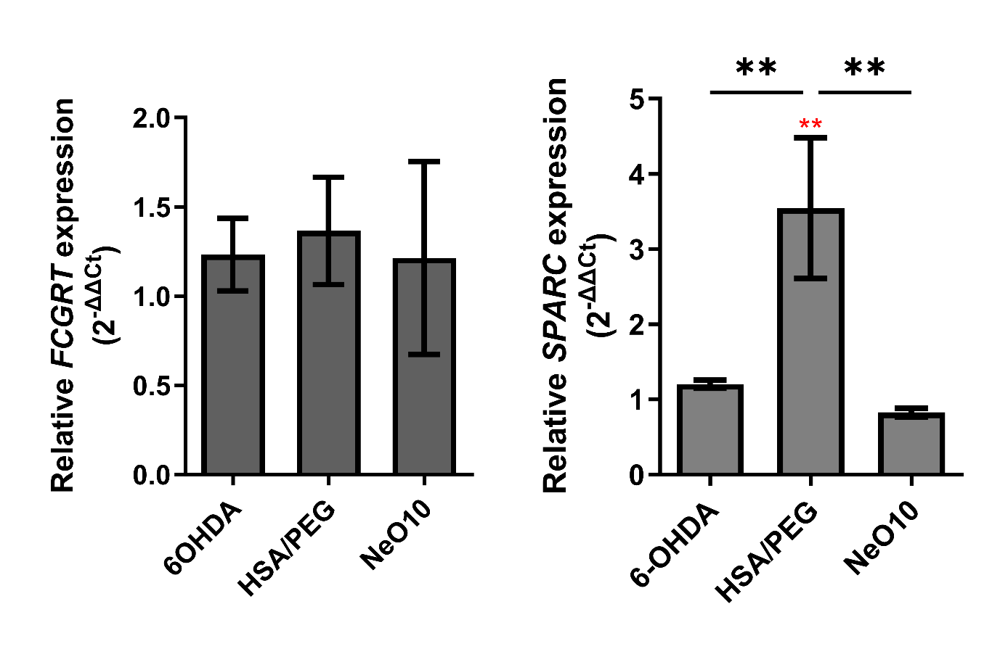 Relative FCGRT expression
(2-ΔΔCt)
2.0
1.5
1.0
0.5
0.0
6OHDA
HSA/PEG
NeO10
Relative SPARC expression
(2-ΔΔCt)
** **
**
5
4
3
2
1
0
6-OHDA
HSA/PEG
NeO10